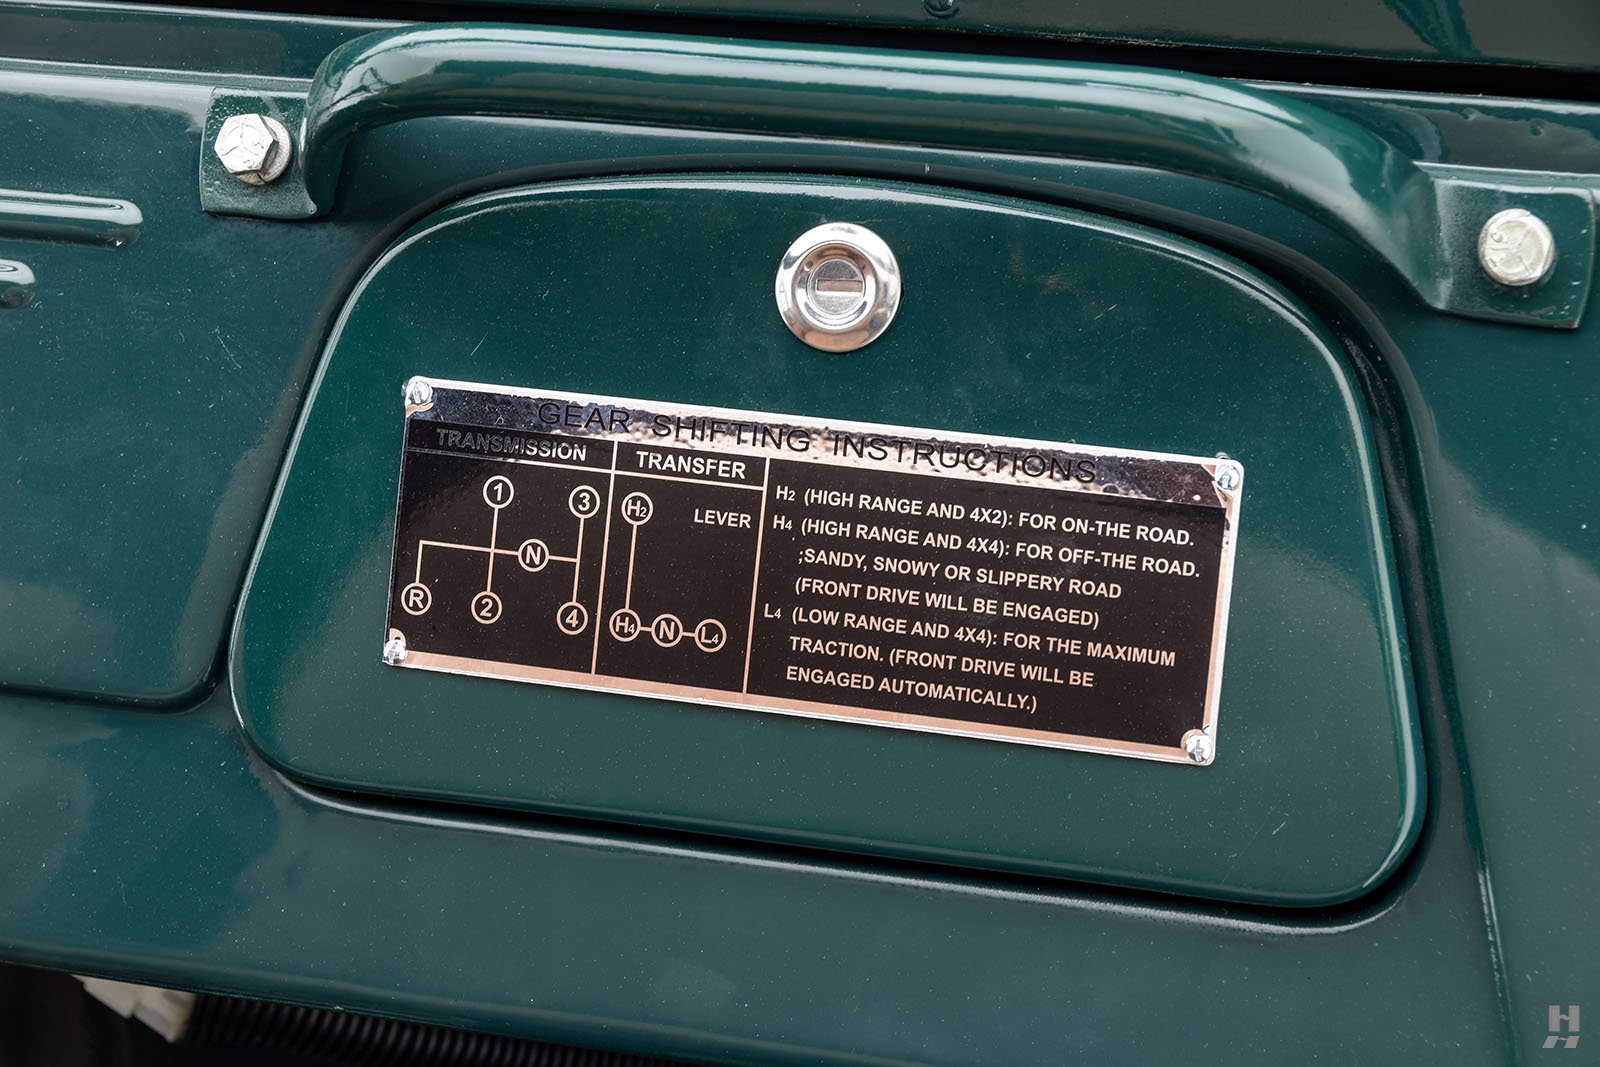 GEAR SHIFTING INSTRUCTIONS
TRANSMISSION
1 3
N
R 2 4
TRANSFER
H2
LEVER
H4 N L4
H2 (HIGH RANGE AND 4X2): FOR ON-THE ROAD.
H4 (HIGH RANGE AND 4X4): FOR OFF-THE ROAD.
;SANDY, SNOWY OR SLIPPERY ROAD
(FRONT DRIVE WILL BE ENGAGED)
L4 (LOW RANGE AND 4X4): FOR THE MAXIMUM
TRACTION. (FRONT DRIVE WILL BE
ENGAGED AUTOMATICALLY.)
H